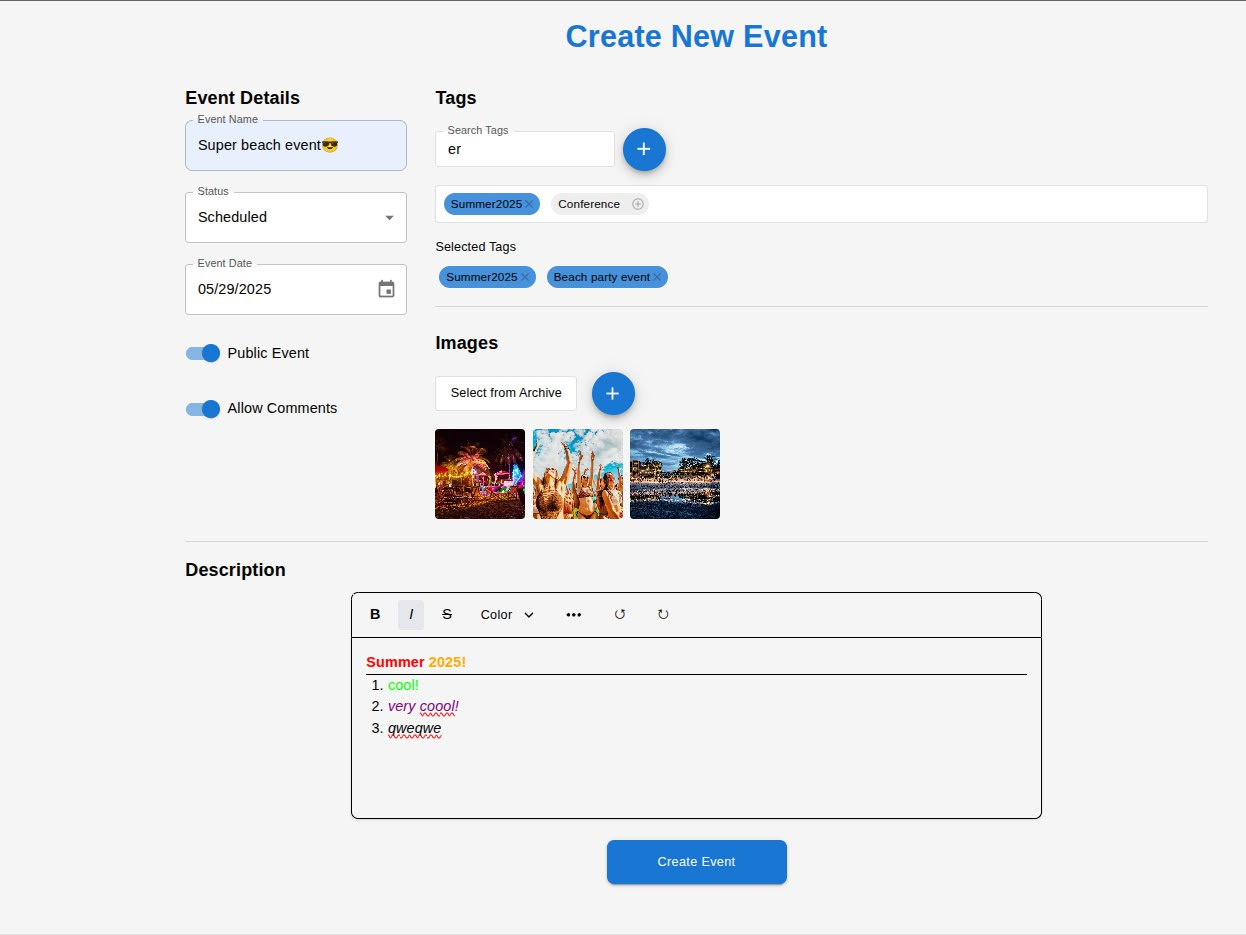 Create New Event
Event Details
Event Name
Super beach event😎
Status
Scheduled
Event Date
05/29/2025
Public Event
Allow Comments
Tags
Search Tags
er
Summer2025 Conference
Selected Tags
Summer2025 Beach party event
Images
Select from Archive
Description
B I S Color •••
Summer 2025!
1. cool!
2. very coool!
3. qweqwe
Create Event